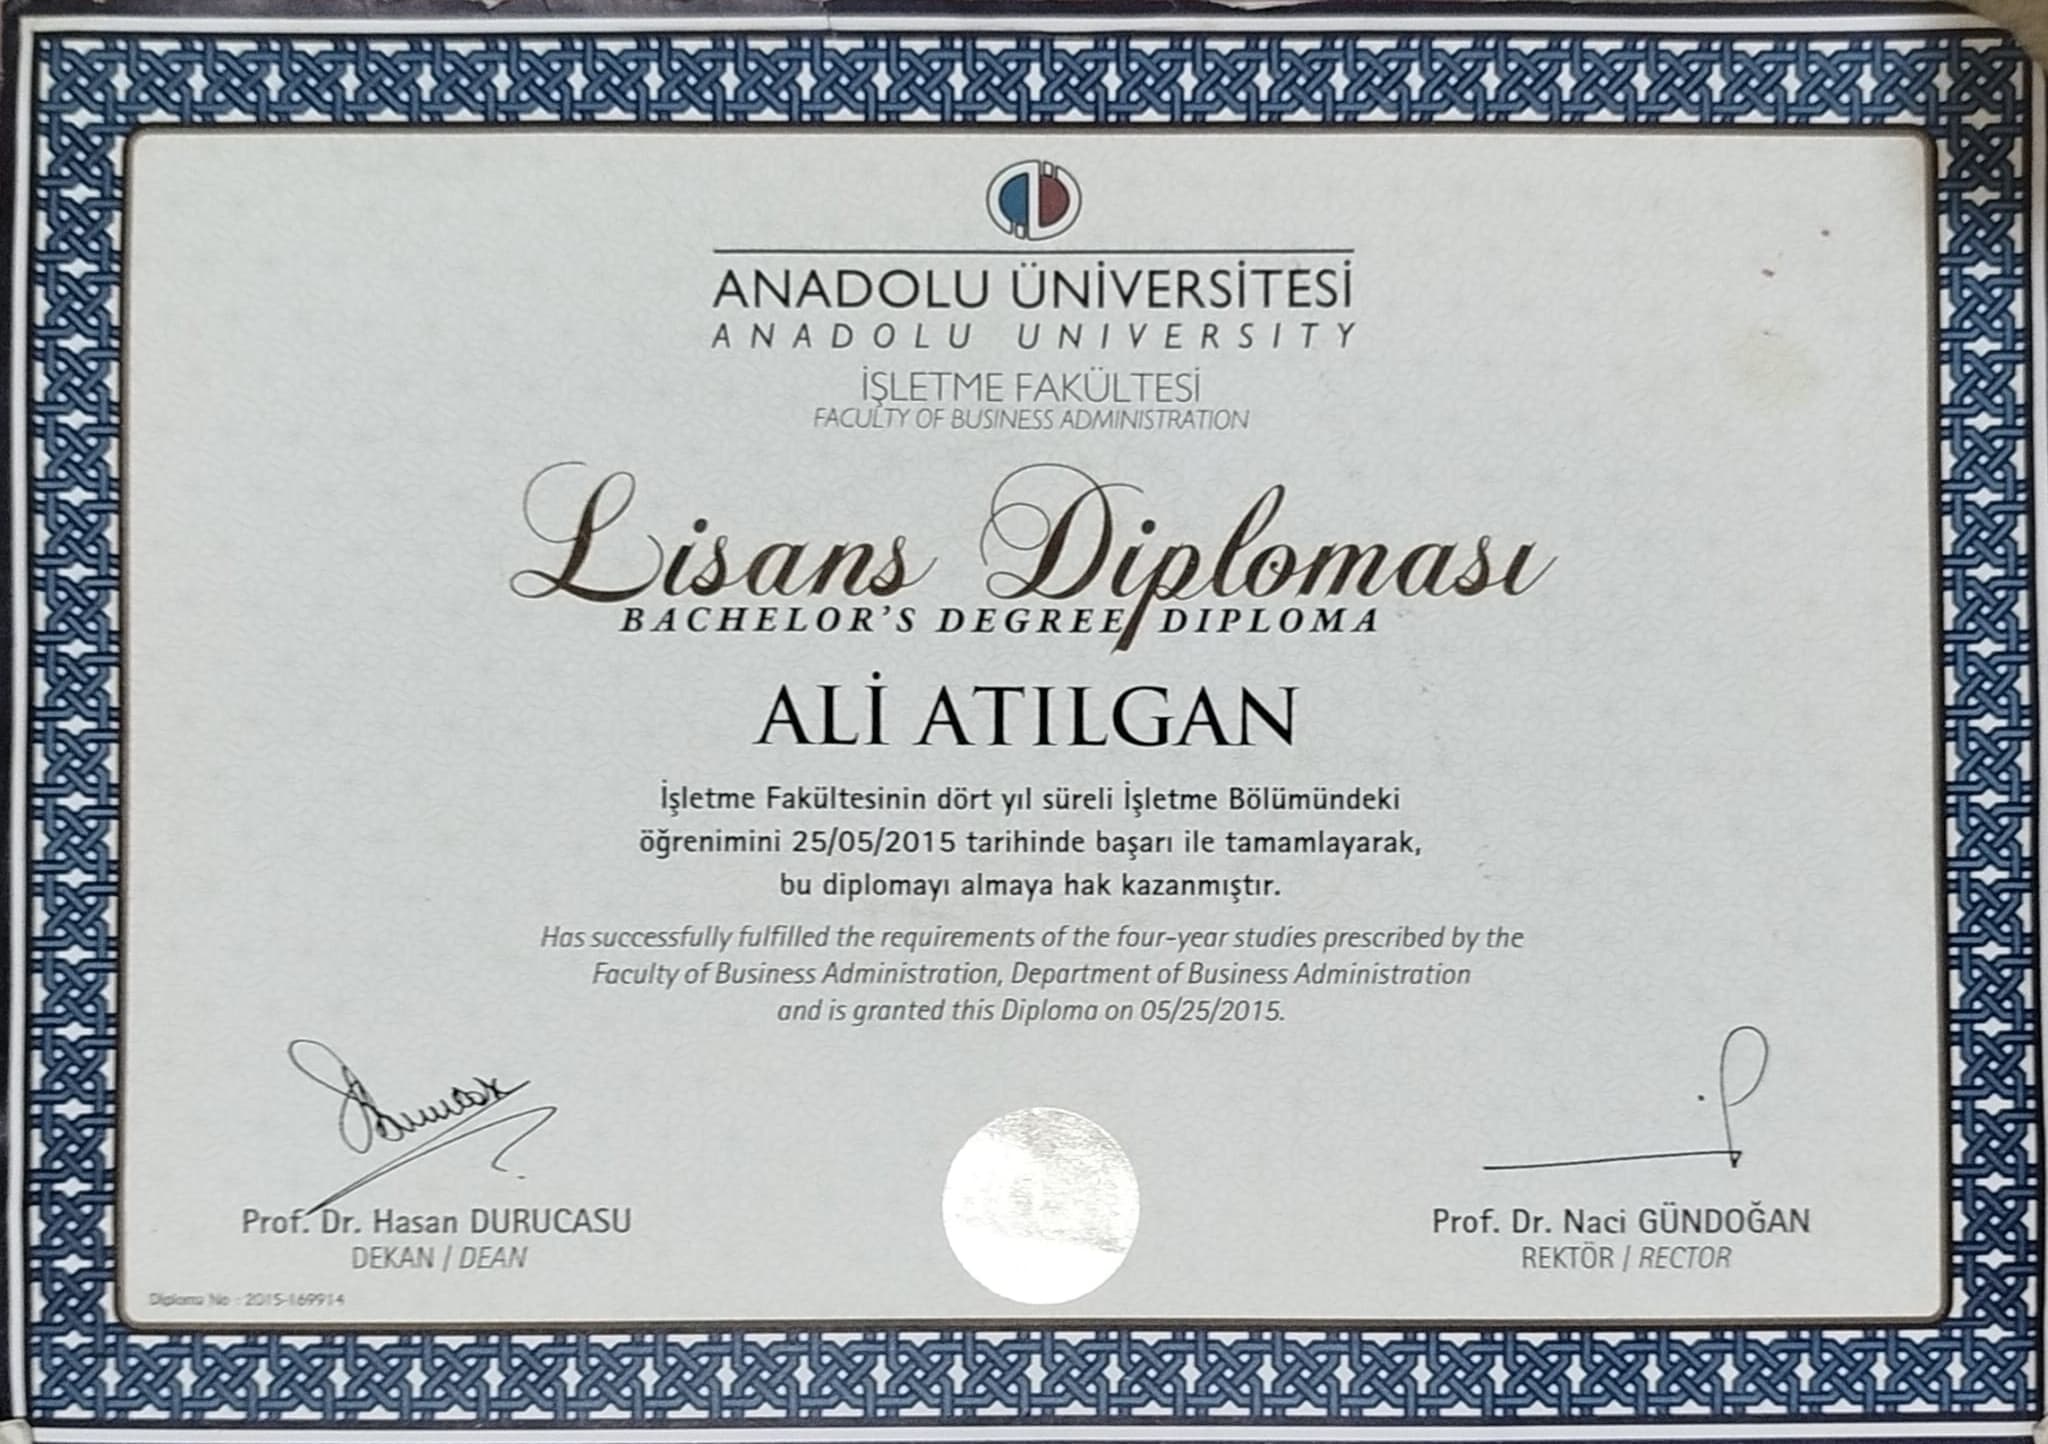 ANADOLU ÜNİVERSİTESİ
ANADOLU UNIVERSITY
İŞLETME FAKÜLTESİ
FACULTY OF BUSINESS ADMINISTRATION
Lisans Diploması
BACHELOR'S DEGREE DIPLOMA
ALİ ATILGAN
İşletme Fakültesinin dört yıl süreli İşletme Bölümündeki
öğrenimini 25/05/2015 tarihinde başarı ile tamamlayarak,
bu diplomayı almaya hak kazanmıştır.
Has successfully fulfilled the requirements of the four-year studies prescribed by the
Faculty of Business Administration, Department of Business Administration
and is granted this Diploma on 05/25/2015.
Prof. Dr. Hasan DURUCASU
DEKAN / DEAN
Prof. Dr. Naci GÜNDOĞAN
REKTÖR / RECTOR
Diploma No : 2015-169914